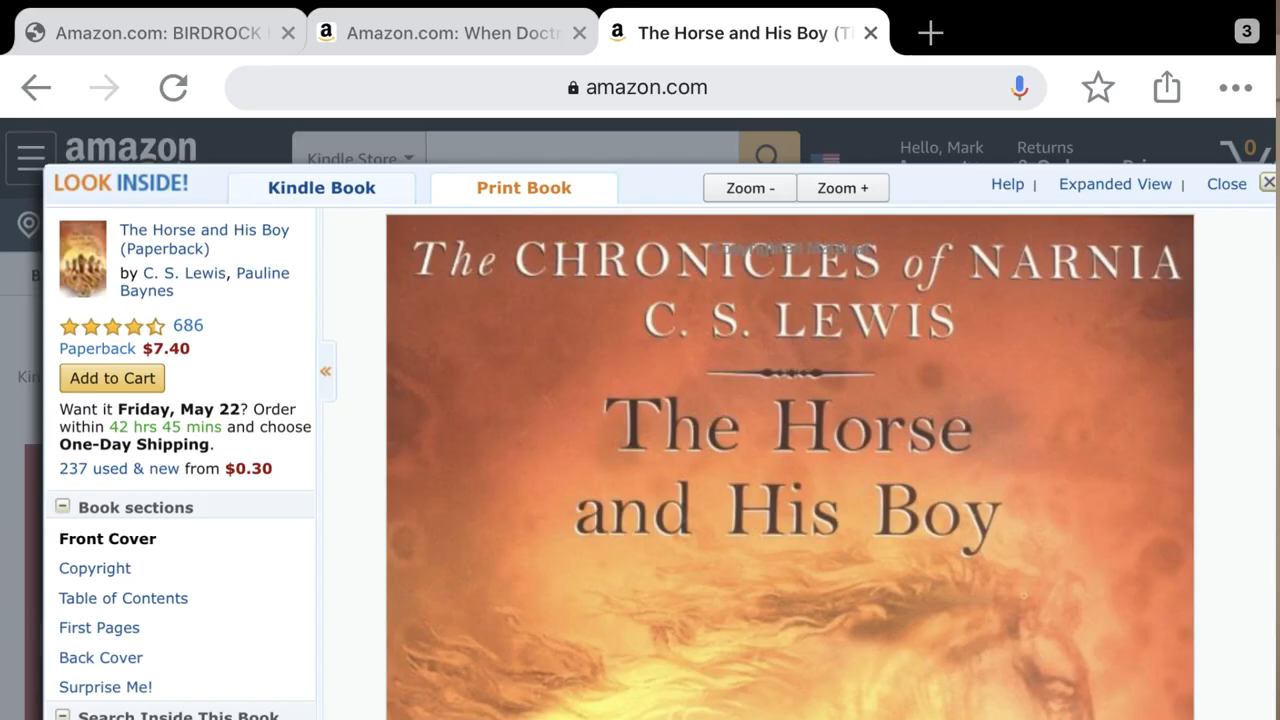 Amazon.com: BIRDROCK
Amazon.com: When Doct
The Horse and His Boy (T
3
amazon.com
amazon
Kindle Store
Hello, Mark
Returns
0
LOOK INSIDE!
Kindle Book
Print Book
Zoom -
Zoom +
Help |
Expanded View |
Close
The Horse and His Boy
(Paperback)
by C. S. Lewis, Pauline
Baynes
686
Paperback $7.40
Add to Cart
Want it Friday, May 22? Order
within 42 hrs 45 mins and choose
One-Day Shipping.
237 used & new from $0.30
Book sections
Front Cover
Copyright
Table of Contents
First Pages
Back Cover
Surprise Me!
Search Inside This Book
The CHRONICLES of NARNIA
C. S. LEWIS
The Horse
and His Boy